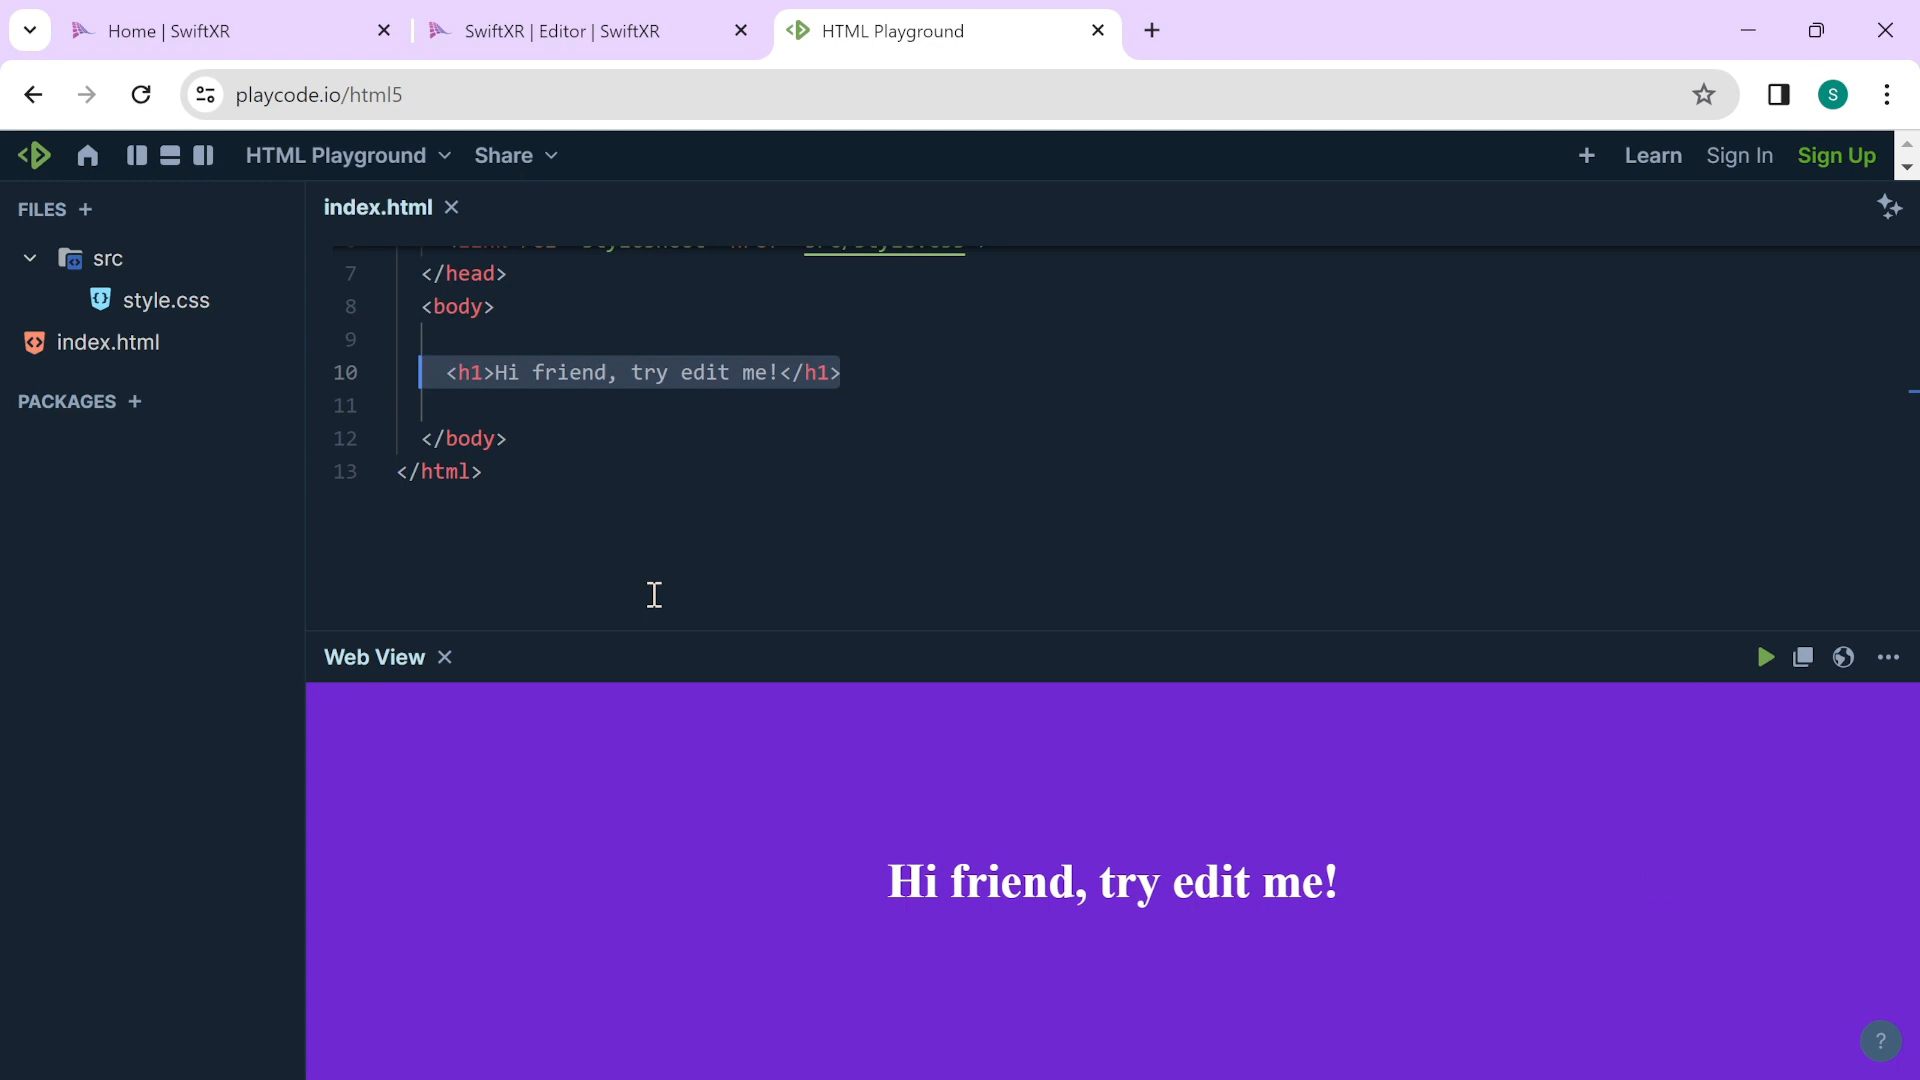 Home | SwiftXR
SwiftXR | Editor | SwiftXR
HTML Playground
playcode.io/html5
S
HTML Playground
Share
+ Learn Sign In Sign Up
FILES +
index.html
src
style.css
index.html
PACKAGES +
7 </head>
8 <body>
9
10 <h1>Hi friend, try edit me!</h1>
11
12 </body>
13 </html>
Web View
Hi friend, try edit me!
?